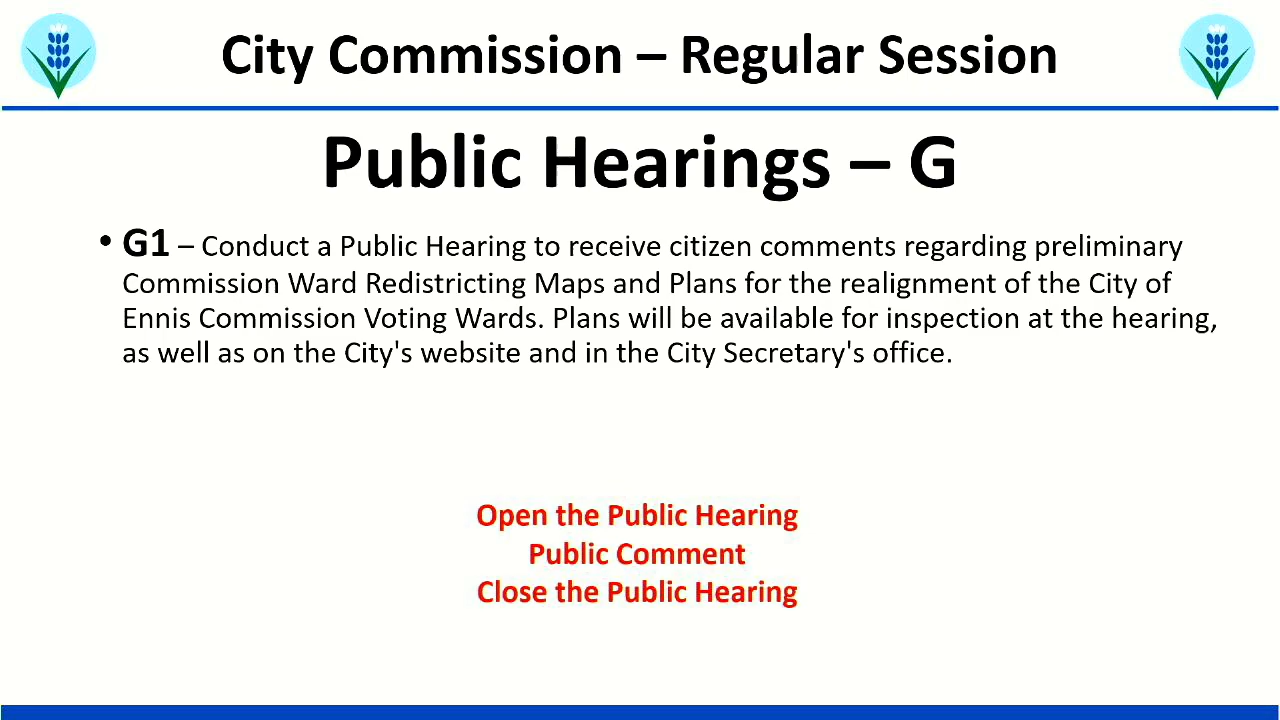 City Commission – Regular Session
Public Hearings – G
• G1 – Conduct a Public Hearing to receive citizen comments regarding preliminary
Commission Ward Redistricting Maps and Plans for the realignment of the City of
Ennis Commission Voting Wards. Plans will be available for inspection at the hearing,
as well as on the City's website and in the City Secretary's office.
Open the Public Hearing
Public Comment
Close the Public Hearing